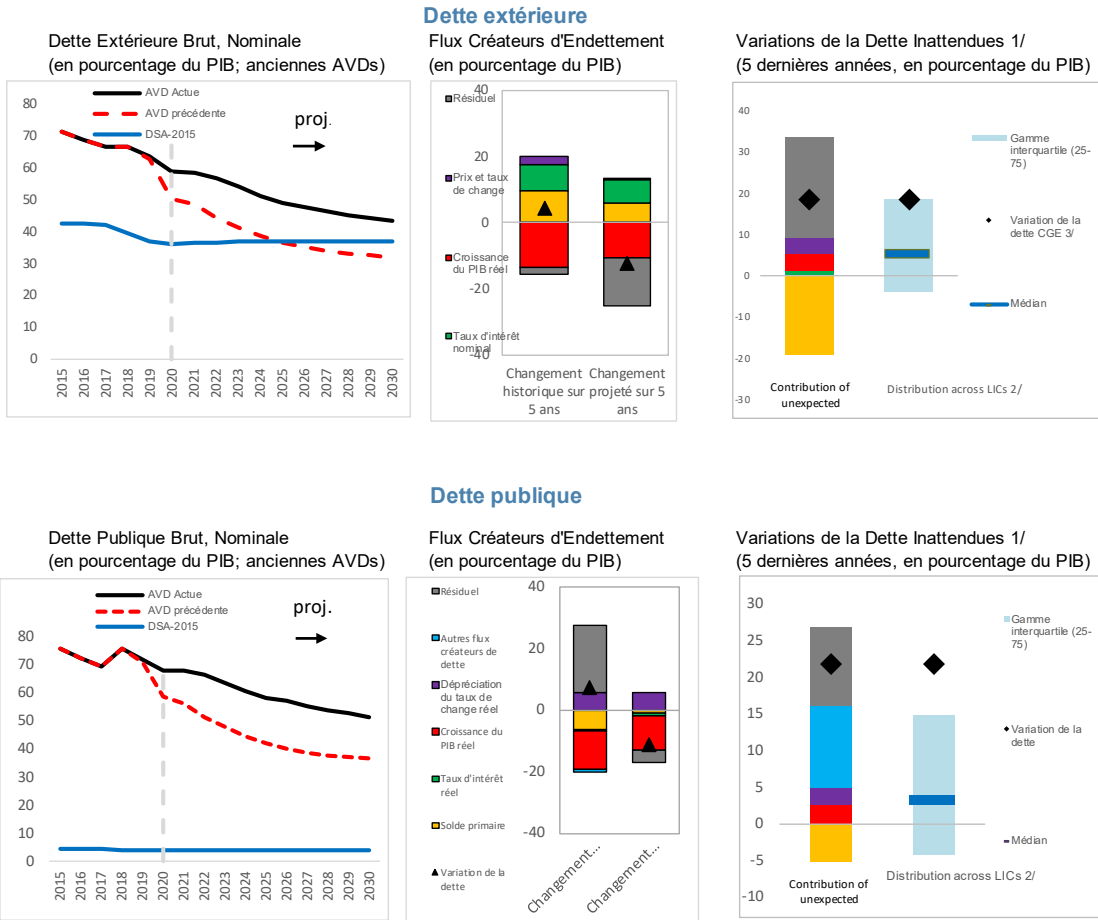 Dette extérieure
Dette Extérieure Brut, Nominale
(en pourcentage du PIB; anciennes AVDs)
AVD Actue
AVD précédente
DSA-2015
proj.
80
70
60
50
40
30
20
10
0
2015
2016
2017
2018
2019
2020
2021
2022
2023
2024
2025
2026
2027
2028
2029
2030
Flux Créateurs d'Endettement
(en pourcentage du PIB)
40
20
0
-20
-40
Résiduel
Prix et taux
de change
Croissance
du PIB réel
Taux d'intérêt
nominal
Changement
historique sur
5 ans
Changement
projeté sur 5
ans
Variations de la Dette Inattendues 1/
(5 dernières années, en pourcentage du PIB)
40
30
20
10
0
-10
-20
-30
Gamme
interquartile (25-
75)
Variation de la
dette CGE 3/
Médian
Contribution of
unexpected
Distribution across LICs 2/
Dette publique
Dette Publique Brut, Nominale
(en pourcentage du PIB; anciennes AVDs)
AVD Actue
AVD précédente
DSA-2015
proj.
80
70
60
50
40
30
20
10
0
2015
2016
2017
2018
2019
2020
2021
2022
2023
2024
2025
2026
2027
2028
2029
2030
Flux Créateurs d'Endettement
(en pourcentage du PIB)
40
20
0
-20
-40
Résiduel
Autres flux
créateurs de
dette
Dépréciation
du taux de
change réel
Croissance du
PIB réel
Taux d'intérêt
réel
Solde primaire
Variation de la
dette
Changement...
Changement...
Variations de la Dette Inattendues 1/
(5 dernières années, en pourcentage du PIB)
30
25
20
15
10
5
0
-5
-10
Gamme
interquartile (25-
75)
Variation de la
dette
Médian
Contribution of
unexpected
Distribution across LICs 2/